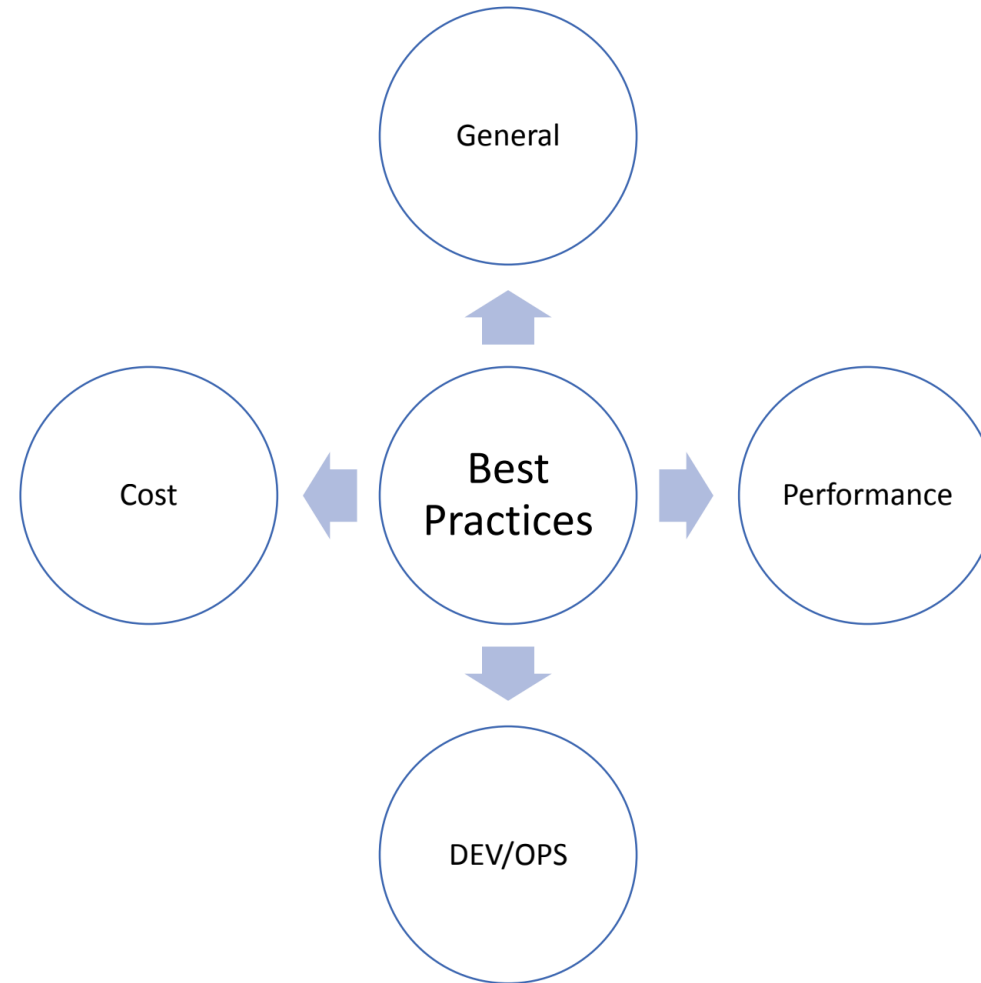 General
Cost
Best
Practices
Performance
DEV/OPS